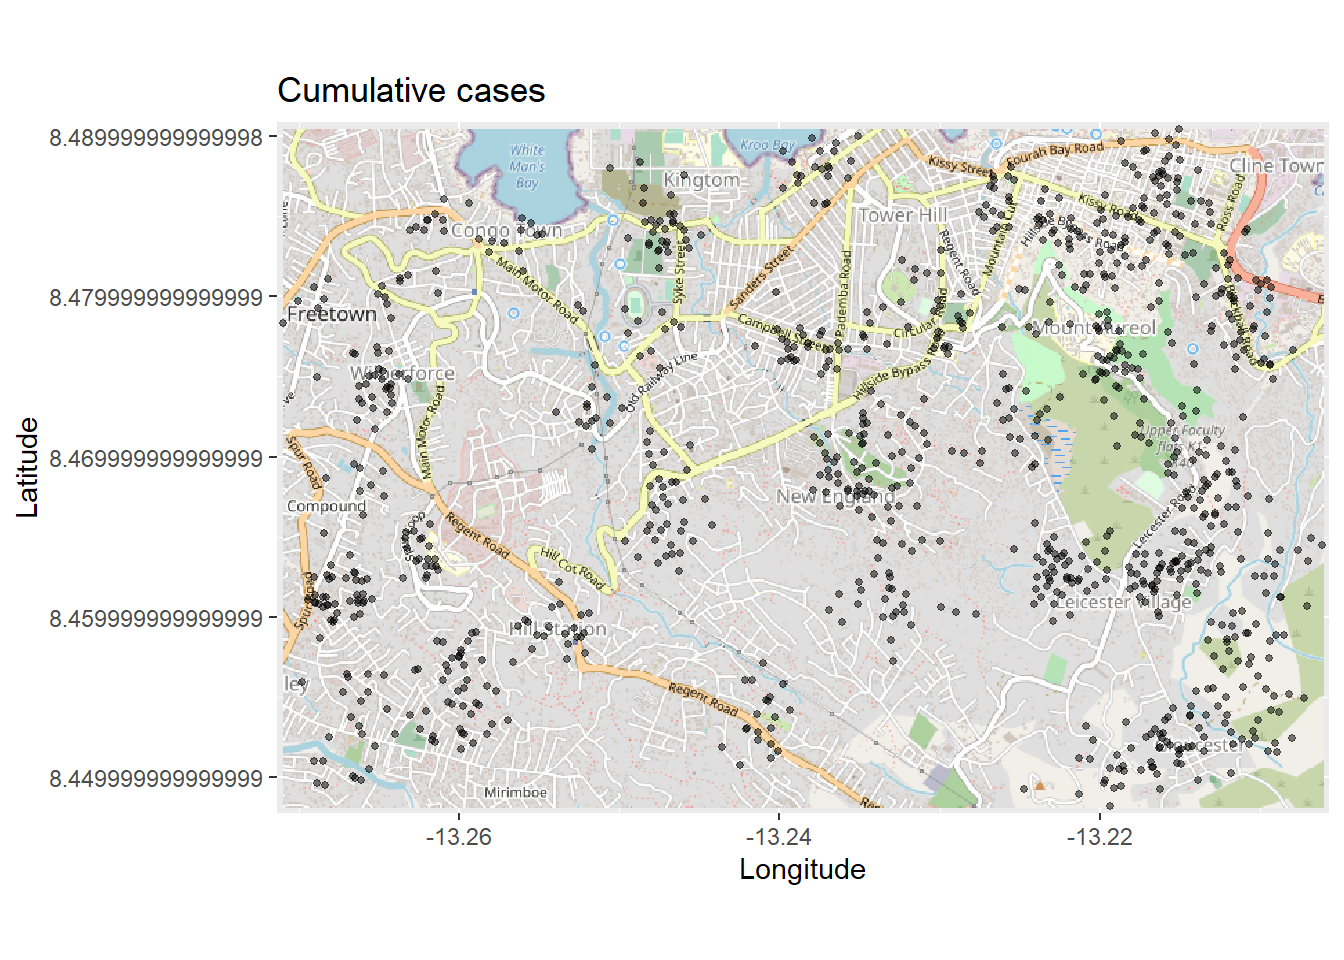 Cumulative cases
8.489999999999998
8.479999999999999
8.469999999999999
8.459999999999999
8.449999999999999
Latitude
White
Man's
Bay
Kroo Bay
Kingtom
Kissy Street
Fourah Bay Road
Cline Town
Congo Town
Tower Hill
Kissy Road
Ross Road
Main Motor Road
Syke Street
Sanders Street
Pademba Road
Regent Road
Mountain Cut
Freetown
Campbell Street
Circular Road
Mount Aureol
Blackhall Road
Wilberforce
Old Railway Line
Hillside Bypass Road
Main Motor Road
Upper Faculty
flats K1
Spur Road
New England
Compound
Regent Road
Leicester Road
Hill Cot Road
Leicester Village
Spur Road
Hill Station
ley
Regent Road
Gloucester
Mirimboe
-13.26
-13.24
-13.22
Longitude